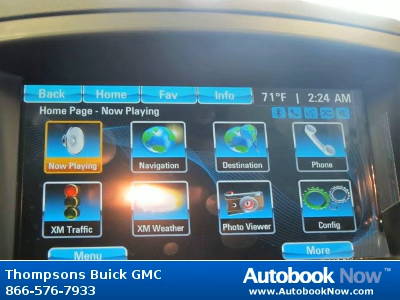 Back Home Fav Info 71°F | 2:24 AM
Home Page - Now Playing
Now Playing Navigation Destination Phone
XM Traffic XM Weather Photo Viewer Config
Menu More
Thompsons Buick GMC
866-576-7933
Autobook Now™
www.AutobookNow.com